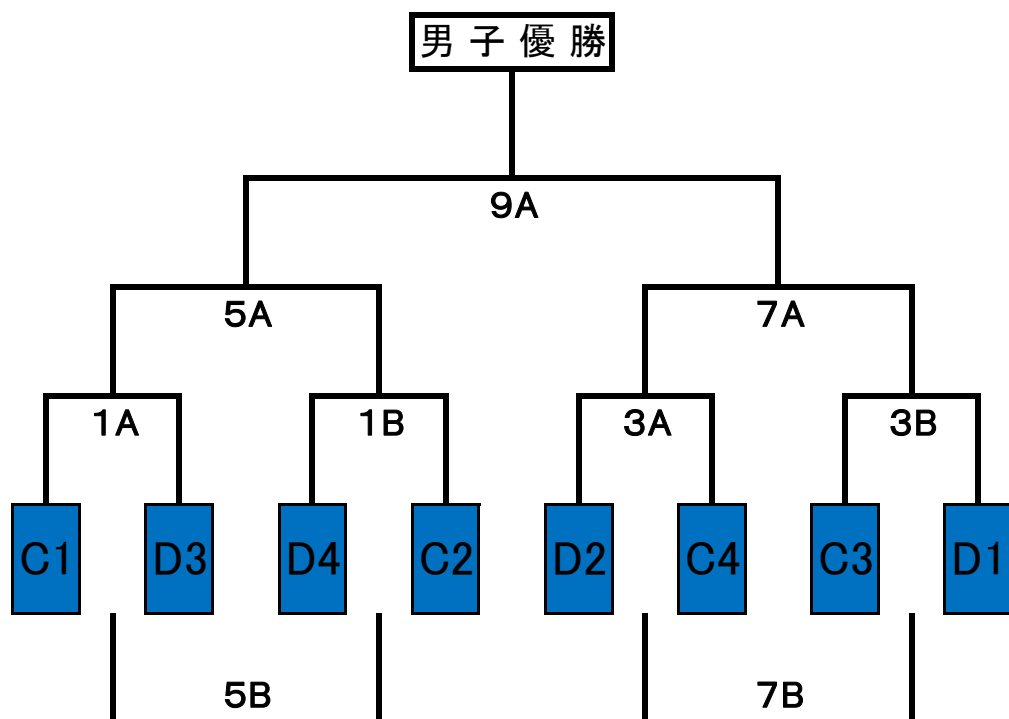 男子優勝
9A
5A 7A
1A 1B 3A 3B
C1 D3 D4 C2 D2 C4 C3 D1
5B 7B